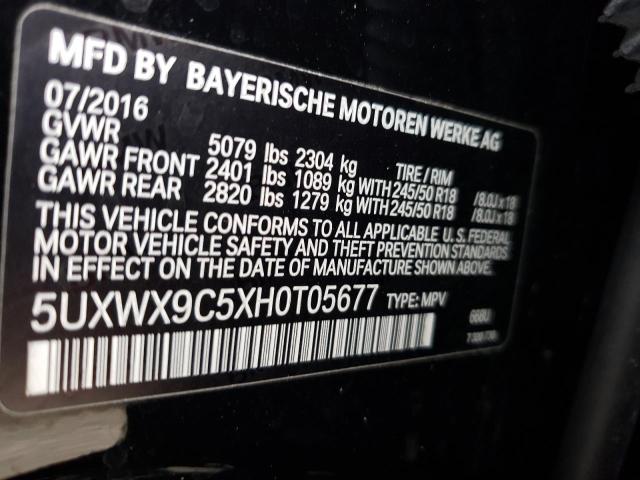 MFD BY BAYERISCHE MOTOREN WERKE AG
07/2016
GVWR 5079 lbs 2304 kg TIRE / RIM
GAWR FRONT 2401 lbs 1089 kg WITH 245/50 R18 /8.0J x 18
GAWR REAR 2820 lbs 1279 kg WITH 245/50 R18 /8.0J x 18
THIS VEHICLE CONFORMS TO ALL APPLICABLE U. S. FEDERAL
MOTOR VEHICLE SAFETY AND THEFT PREVENTION STANDARDS
IN EFFECT ON THE DATE OF MANUFACTURE SHOWN ABOVE.
5UXWX9C5XH0T05677 TYPE: MPV